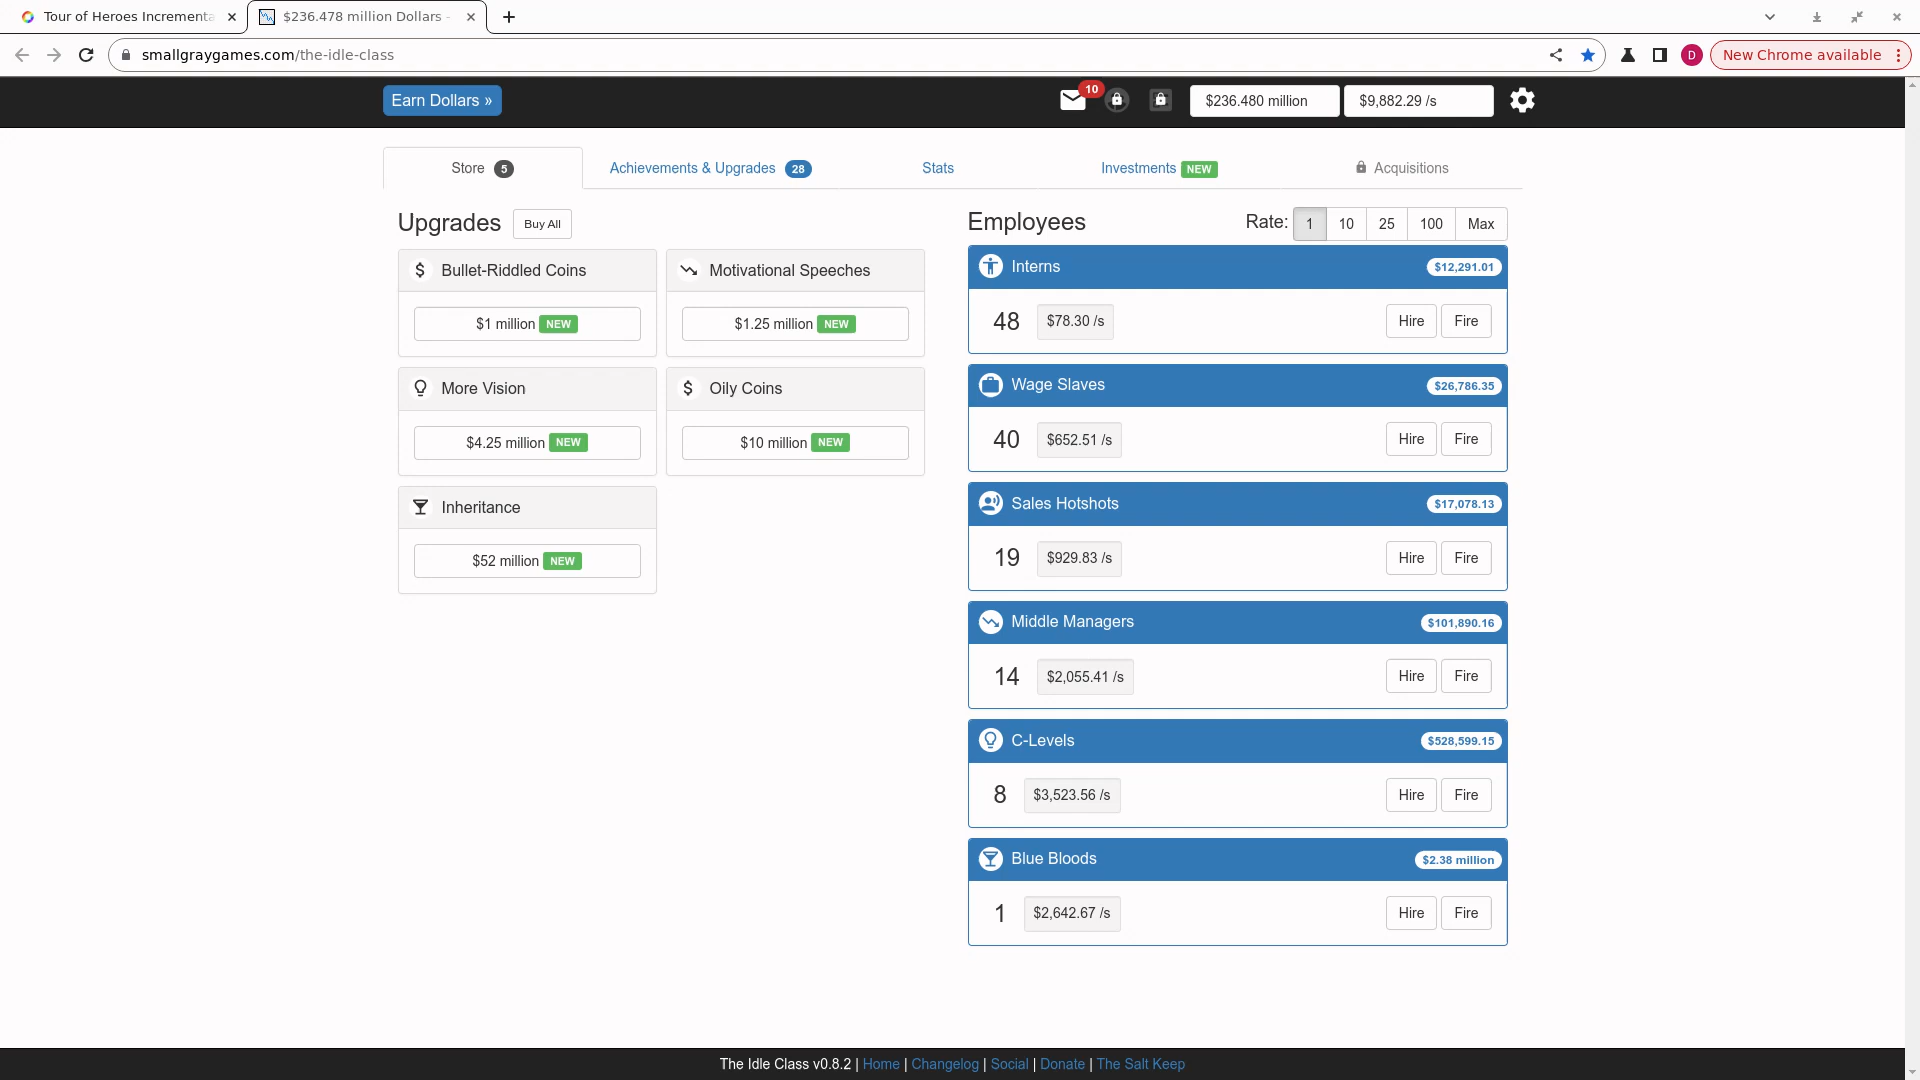 Tour of Heroes Incrementa
$236.478 million Dollars -
smallgraygames.com/the-idle-class
D
New Chrome available
Earn Dollars »
10
$236.480 million
$9,882.29 /s
Store 5
Achievements & Upgrades 28
Stats
Investments NEW
Acquisitions
Upgrades
Buy All
Bullet-Riddled Coins
$1 million NEW
Motivational Speeches
$1.25 million NEW
More Vision
$4.25 million NEW
Oily Coins
$10 million NEW
Inheritance
$52 million NEW
Employees
Rate: 1 10 25 100 Max
Interns $12,291.01
48 $78.30 /s Hire Fire
Wage Slaves $26,786.35
40 $652.51 /s Hire Fire
Sales Hotshots $17,078.13
19 $929.83 /s Hire Fire
Middle Managers $101,890.16
14 $2,055.41 /s Hire Fire
C-Levels $528,599.15
8 $3,523.56 /s Hire Fire
Blue Bloods $2.38 million
1 $2,642.67 /s Hire Fire
The Idle Class v0.8.2 | Home | Changelog | Social | Donate | The Salt Keep